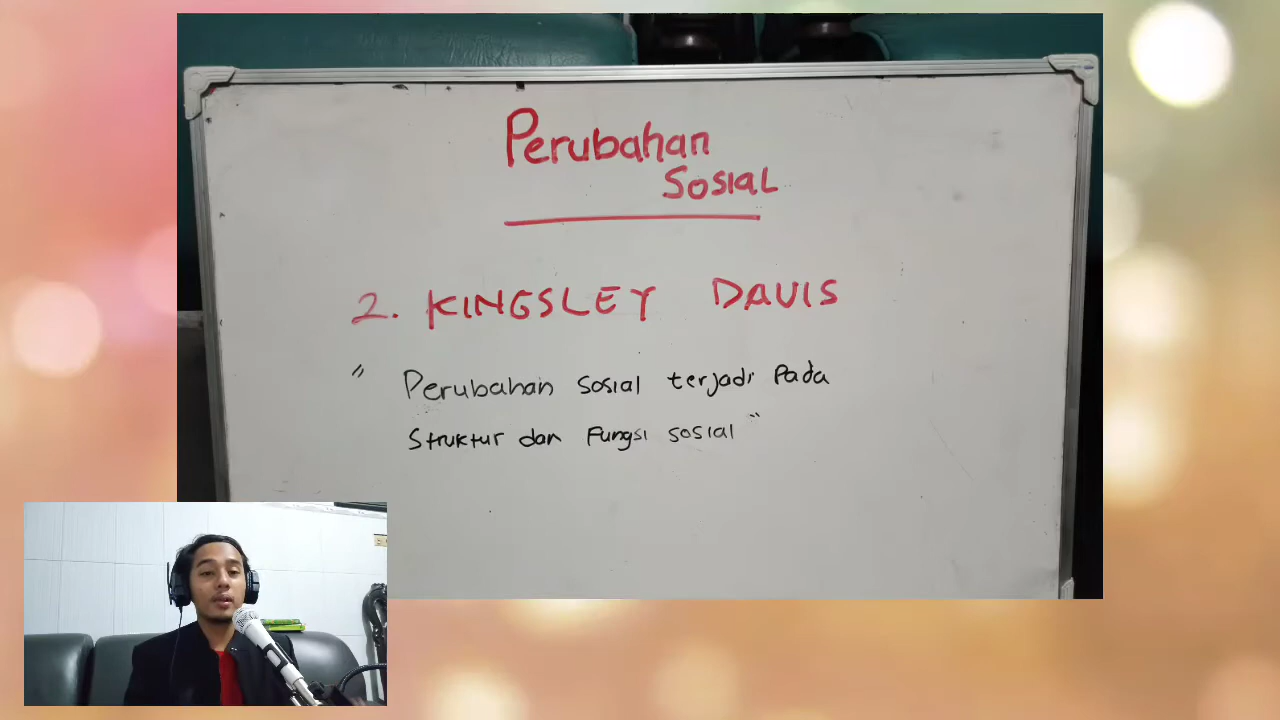 Perubahan
Sosial
2. KINGSLEY DAVIS
" Perubahan sosial terjadi Pada
Struktur dan Fungsi sosial "